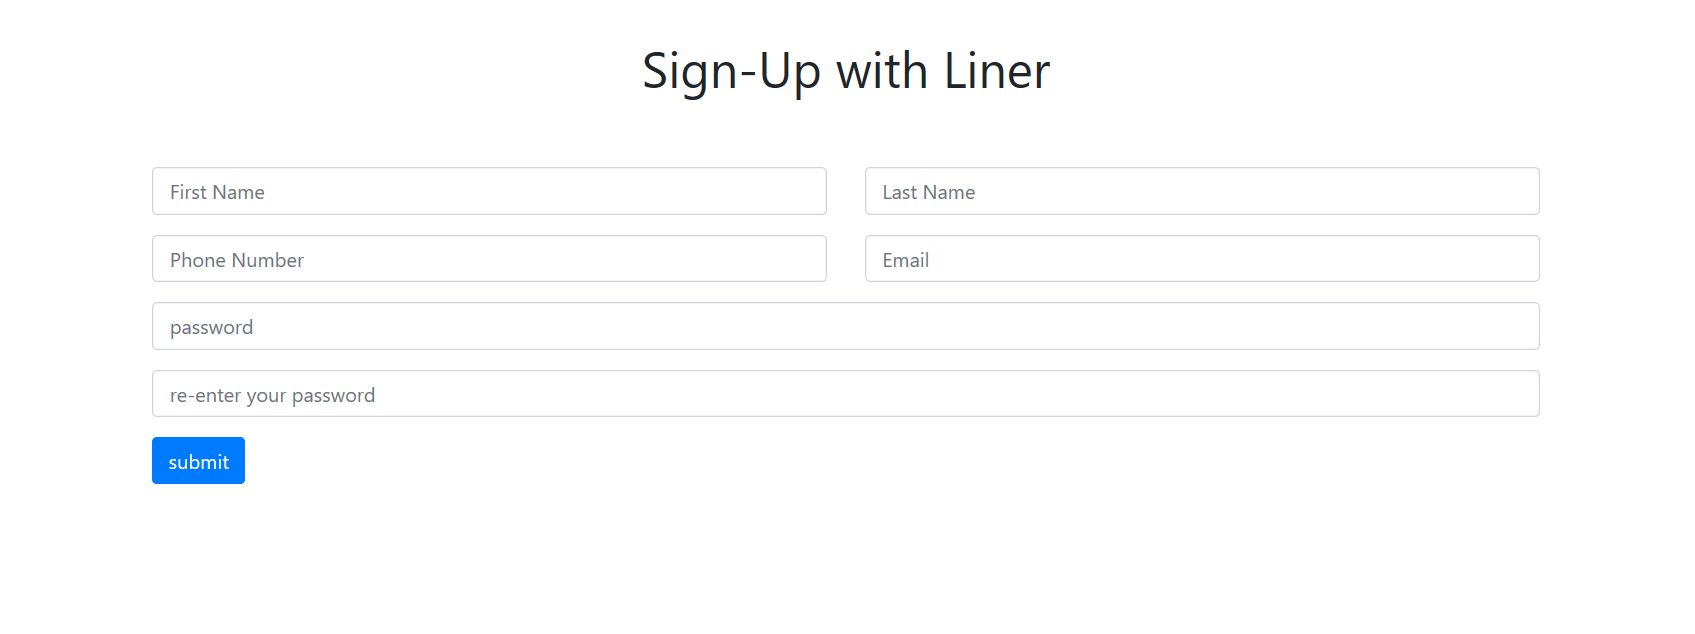 Sign-Up with Liner
First Name
Last Name
Phone Number
Email
password
re-enter your password
submit